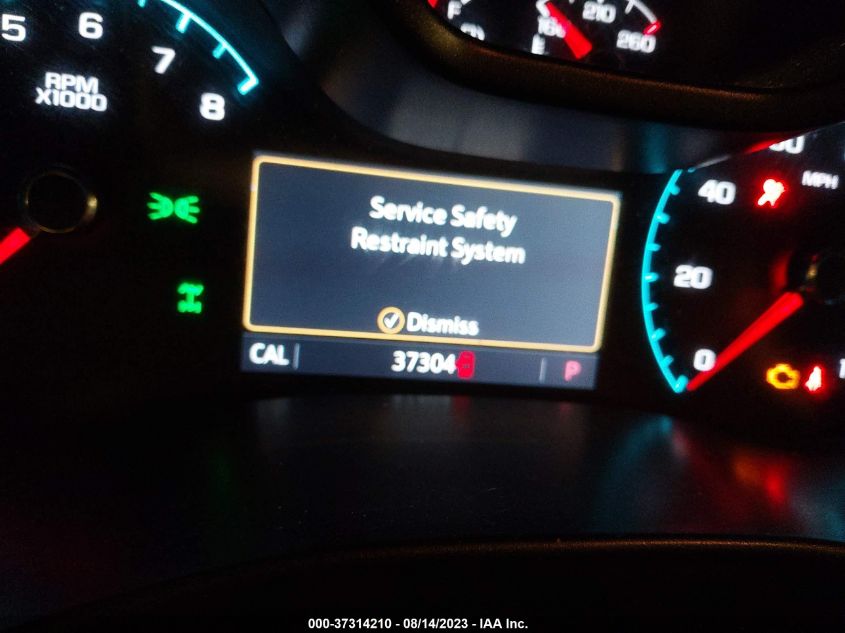 5
6
7
8
RPM
X1000
F
E
210
260
Service Safety
Restraint System
Dismiss
CAL
37304
P
40
MPH
20
0
000-37314210 - 08/14/2023 - IAA Inc.